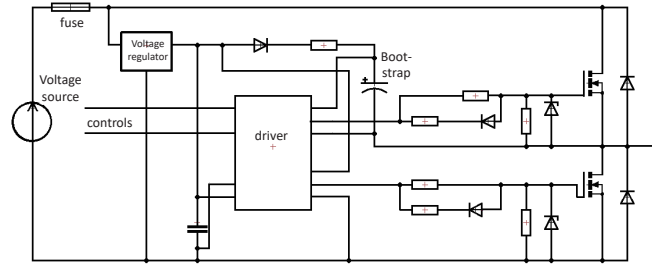 fuse
Voltage
regulator
Boot-
strap
Voltage
source
controls
driver